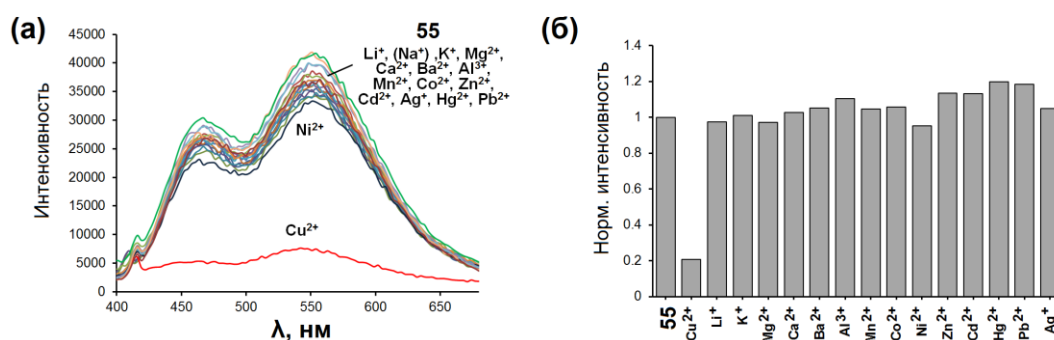 (а)
Интенсивность
45000
40000
35000
30000
25000
20000
15000
10000
5000
0
400
450
500
550
600
650
λ, нм
55
Li⁺, (Na⁺) ,K⁺, Mg²⁺,
Ca²⁺, Ba²⁺, Al³⁺,
Mn²⁺, Co²⁺, Zn²⁺,
Cd²⁺, Ag⁺, Hg²⁺, Pb²⁺
Ni²⁺
Cu²⁺
(б)
Норм. интенсивность
1.4
1.2
1
0.8
0.6
0.4
0.2
0
55
Cu²⁺
Li⁺
K⁺
Mg²⁺
Ca²⁺
Ba²⁺
Al³⁺
Mn²⁺
Co²⁺
Ni²⁺
Zn²⁺
Cd²⁺
Hg²⁺
Pb²⁺
Ag⁺